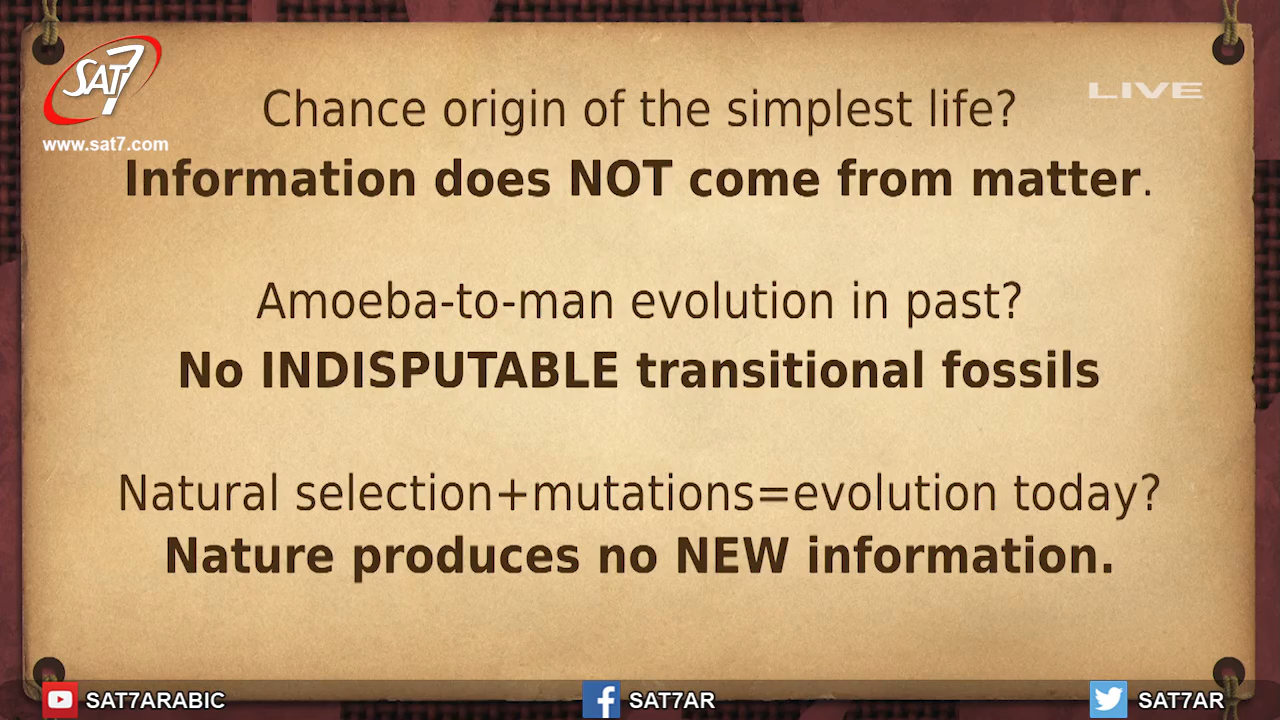 SAT7
www.sat7.com
LIVE
Chance origin of the simplest life?
Information does NOT come from matter.
Amoeba-to-man evolution in past?
No INDISPUTABLE transitional fossils
Natural selection+mutations=evolution today?
Nature produces no NEW information.
SAT7ARABIC
SAT7AR
SAT7AR